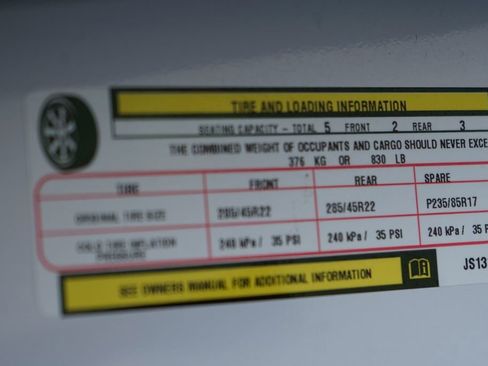 TIRE AND LOADING INFORMATION
SEATING CAPACITY - TOTAL 5 FRONT 2 REAR 3
THE COMBINED WEIGHT OF OCCUPANTS AND CARGO SHOULD NEVER EXCE
376 KG OR 830 LB
TIRE FRONT REAR SPARE
ORIGINAL TIRE SIZE 285/45R22 285/45R22 P235/85R17
COLD TIRE INFLATION PRESSURE 240 kPa / 35 PSI 240 kPa / 35 PSI 240 kPa / 35 P
SEE OWNERS MANUAL FOR ADDITIONAL INFORMATION
JS13